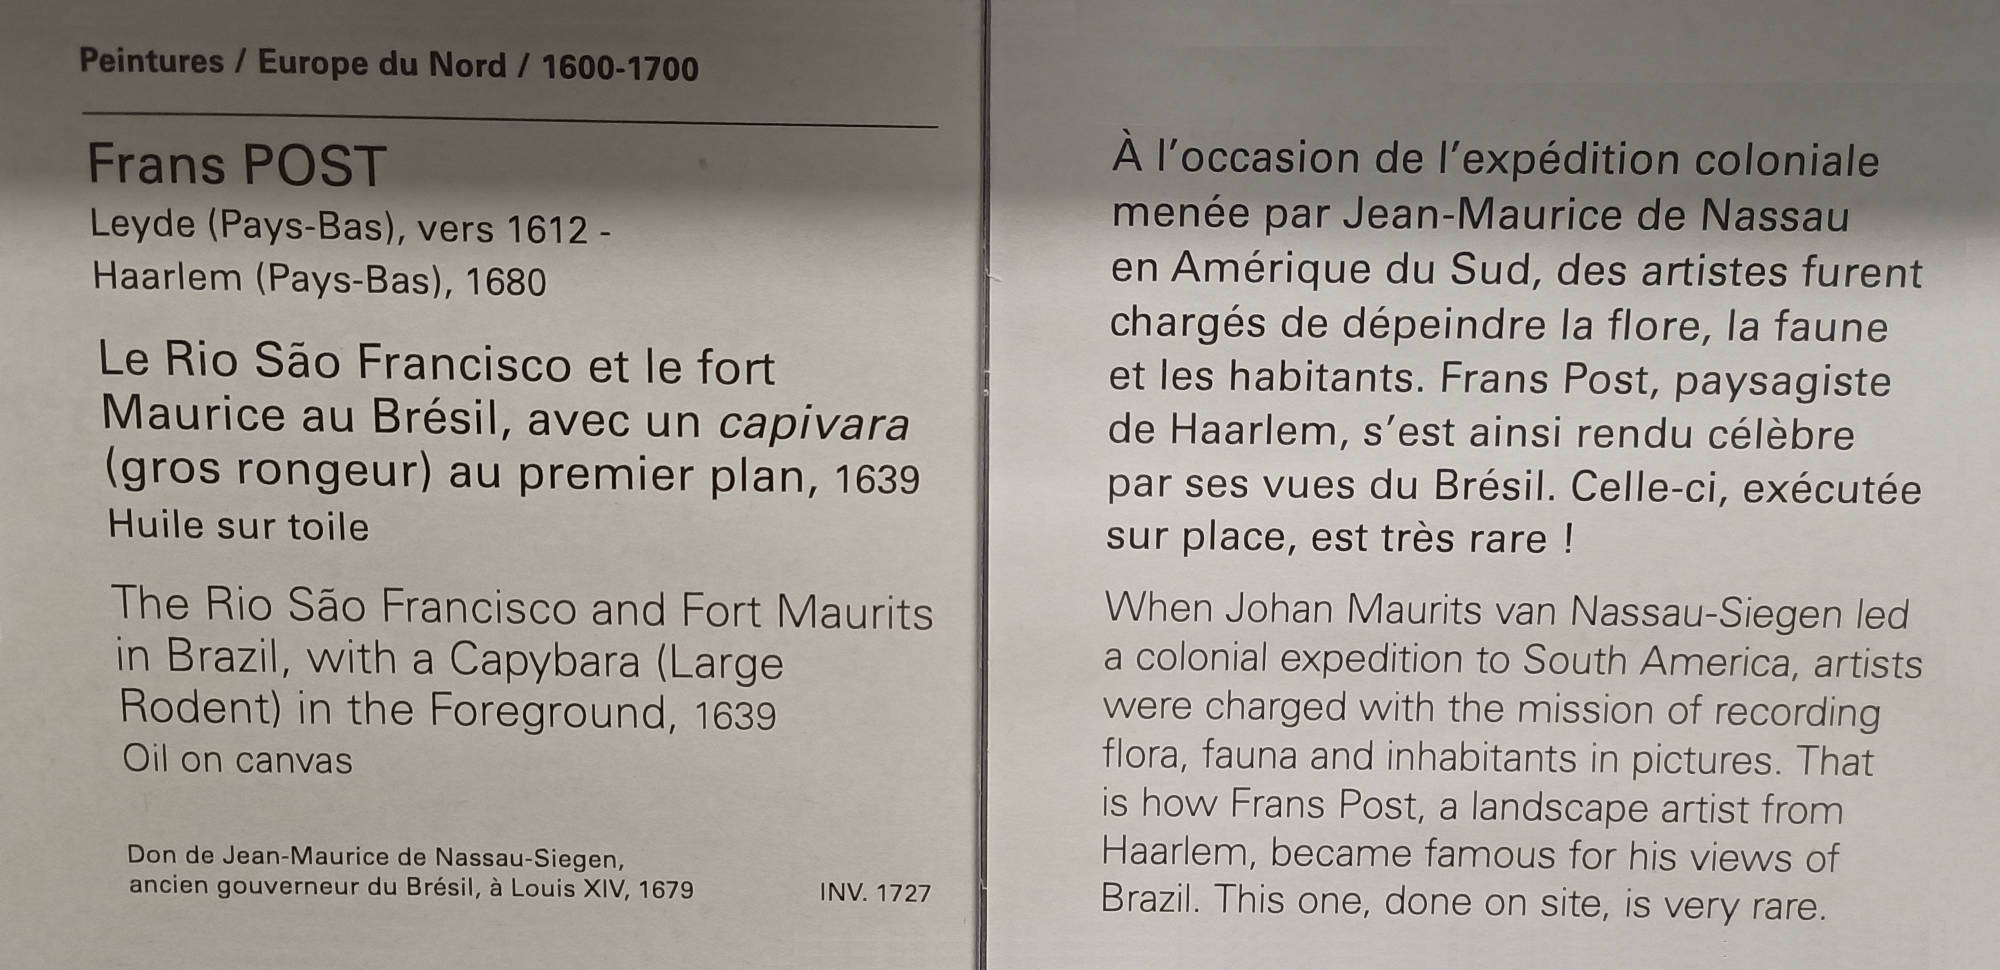 Peintures / Europe du Nord / 1600-1700
Frans POST
Leyde (Pays-Bas), vers 1612 -
Haarlem (Pays-Bas), 1680
Le Rio São Francisco et le fort
Maurice au Brésil, avec un capivara
(gros rongeur) au premier plan, 1639
Huile sur toile
The Rio São Francisco and Fort Maurits
in Brazil, with a Capybara (Large
Rodent) in the Foreground, 1639
Oil on canvas
Don de Jean-Maurice de Nassau-Siegen,
ancien gouverneur du Brésil, à Louis XIV, 1679
INV. 1727
À l'occasion de l'expédition coloniale
menée par Jean-Maurice de Nassau
en Amérique du Sud, des artistes furent
chargés de dépeindre la flore, la faune
et les habitants. Frans Post, paysagiste
de Haarlem, s'est ainsi rendu célèbre
par ses vues du Brésil. Celle-ci, exécutée
sur place, est très rare !
When Johan Maurits van Nassau-Siegen led
a colonial expedition to South America, artists
were charged with the mission of recording
flora, fauna and inhabitants in pictures. That
is how Frans Post, a landscape artist from
Haarlem, became famous for his views of
Brazil. This one, done on site, is very rare.